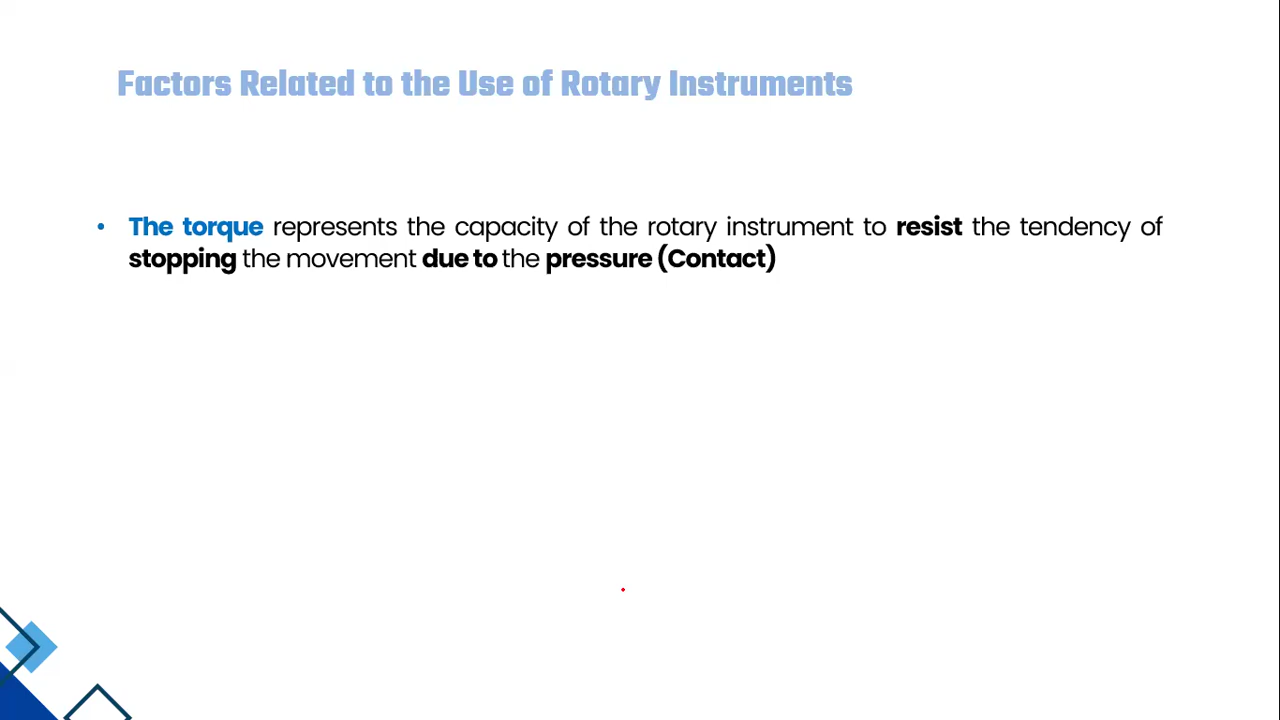 Factors Related to the Use of Rotary Instruments
• The torque represents the capacity of the rotary instrument to resist the tendency of
stopping the movement due to the pressure (Contact)